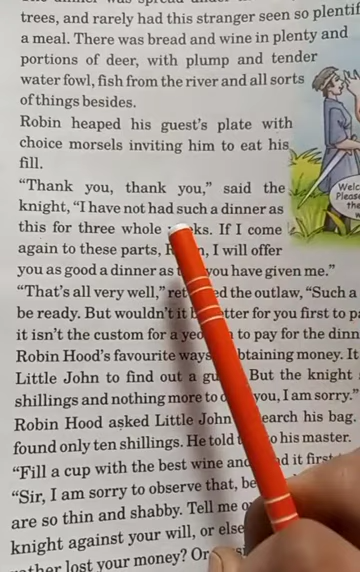 trees, and rarely had this stranger seen so
a meal. There was bread and wine in plenty and
portions of deer, with plump and tender
water fowl, fish from the river and all sorts
of things besides.
Robin heaped his guest's plate with
choice morsels inviting him to eat his
fill.
"Thank you, thank you," said the
knight, "I have not had such a dinner as
this for three whole If I come
again to these parts, I will offer
you as good a dinner as you have given me."
"That's all very well," the outlaw, "Such a
be ready. But wouldn't it for you first to
it isn't the custom for a to pay for the
Robin Hood's favourite ways money. It
Little John to find out a But the knight
shillings and nothing more to you, I am sorry."
Robin Hood asked Little John his bag.
found only ten shillings. He told his master.
"Fill a cup with the best wine and it first
"Sir, I am sorry to observe that,
are so thin and shabby. Tell me
knight against your will, or else
lost your money? Or
Welc
Pleas
the